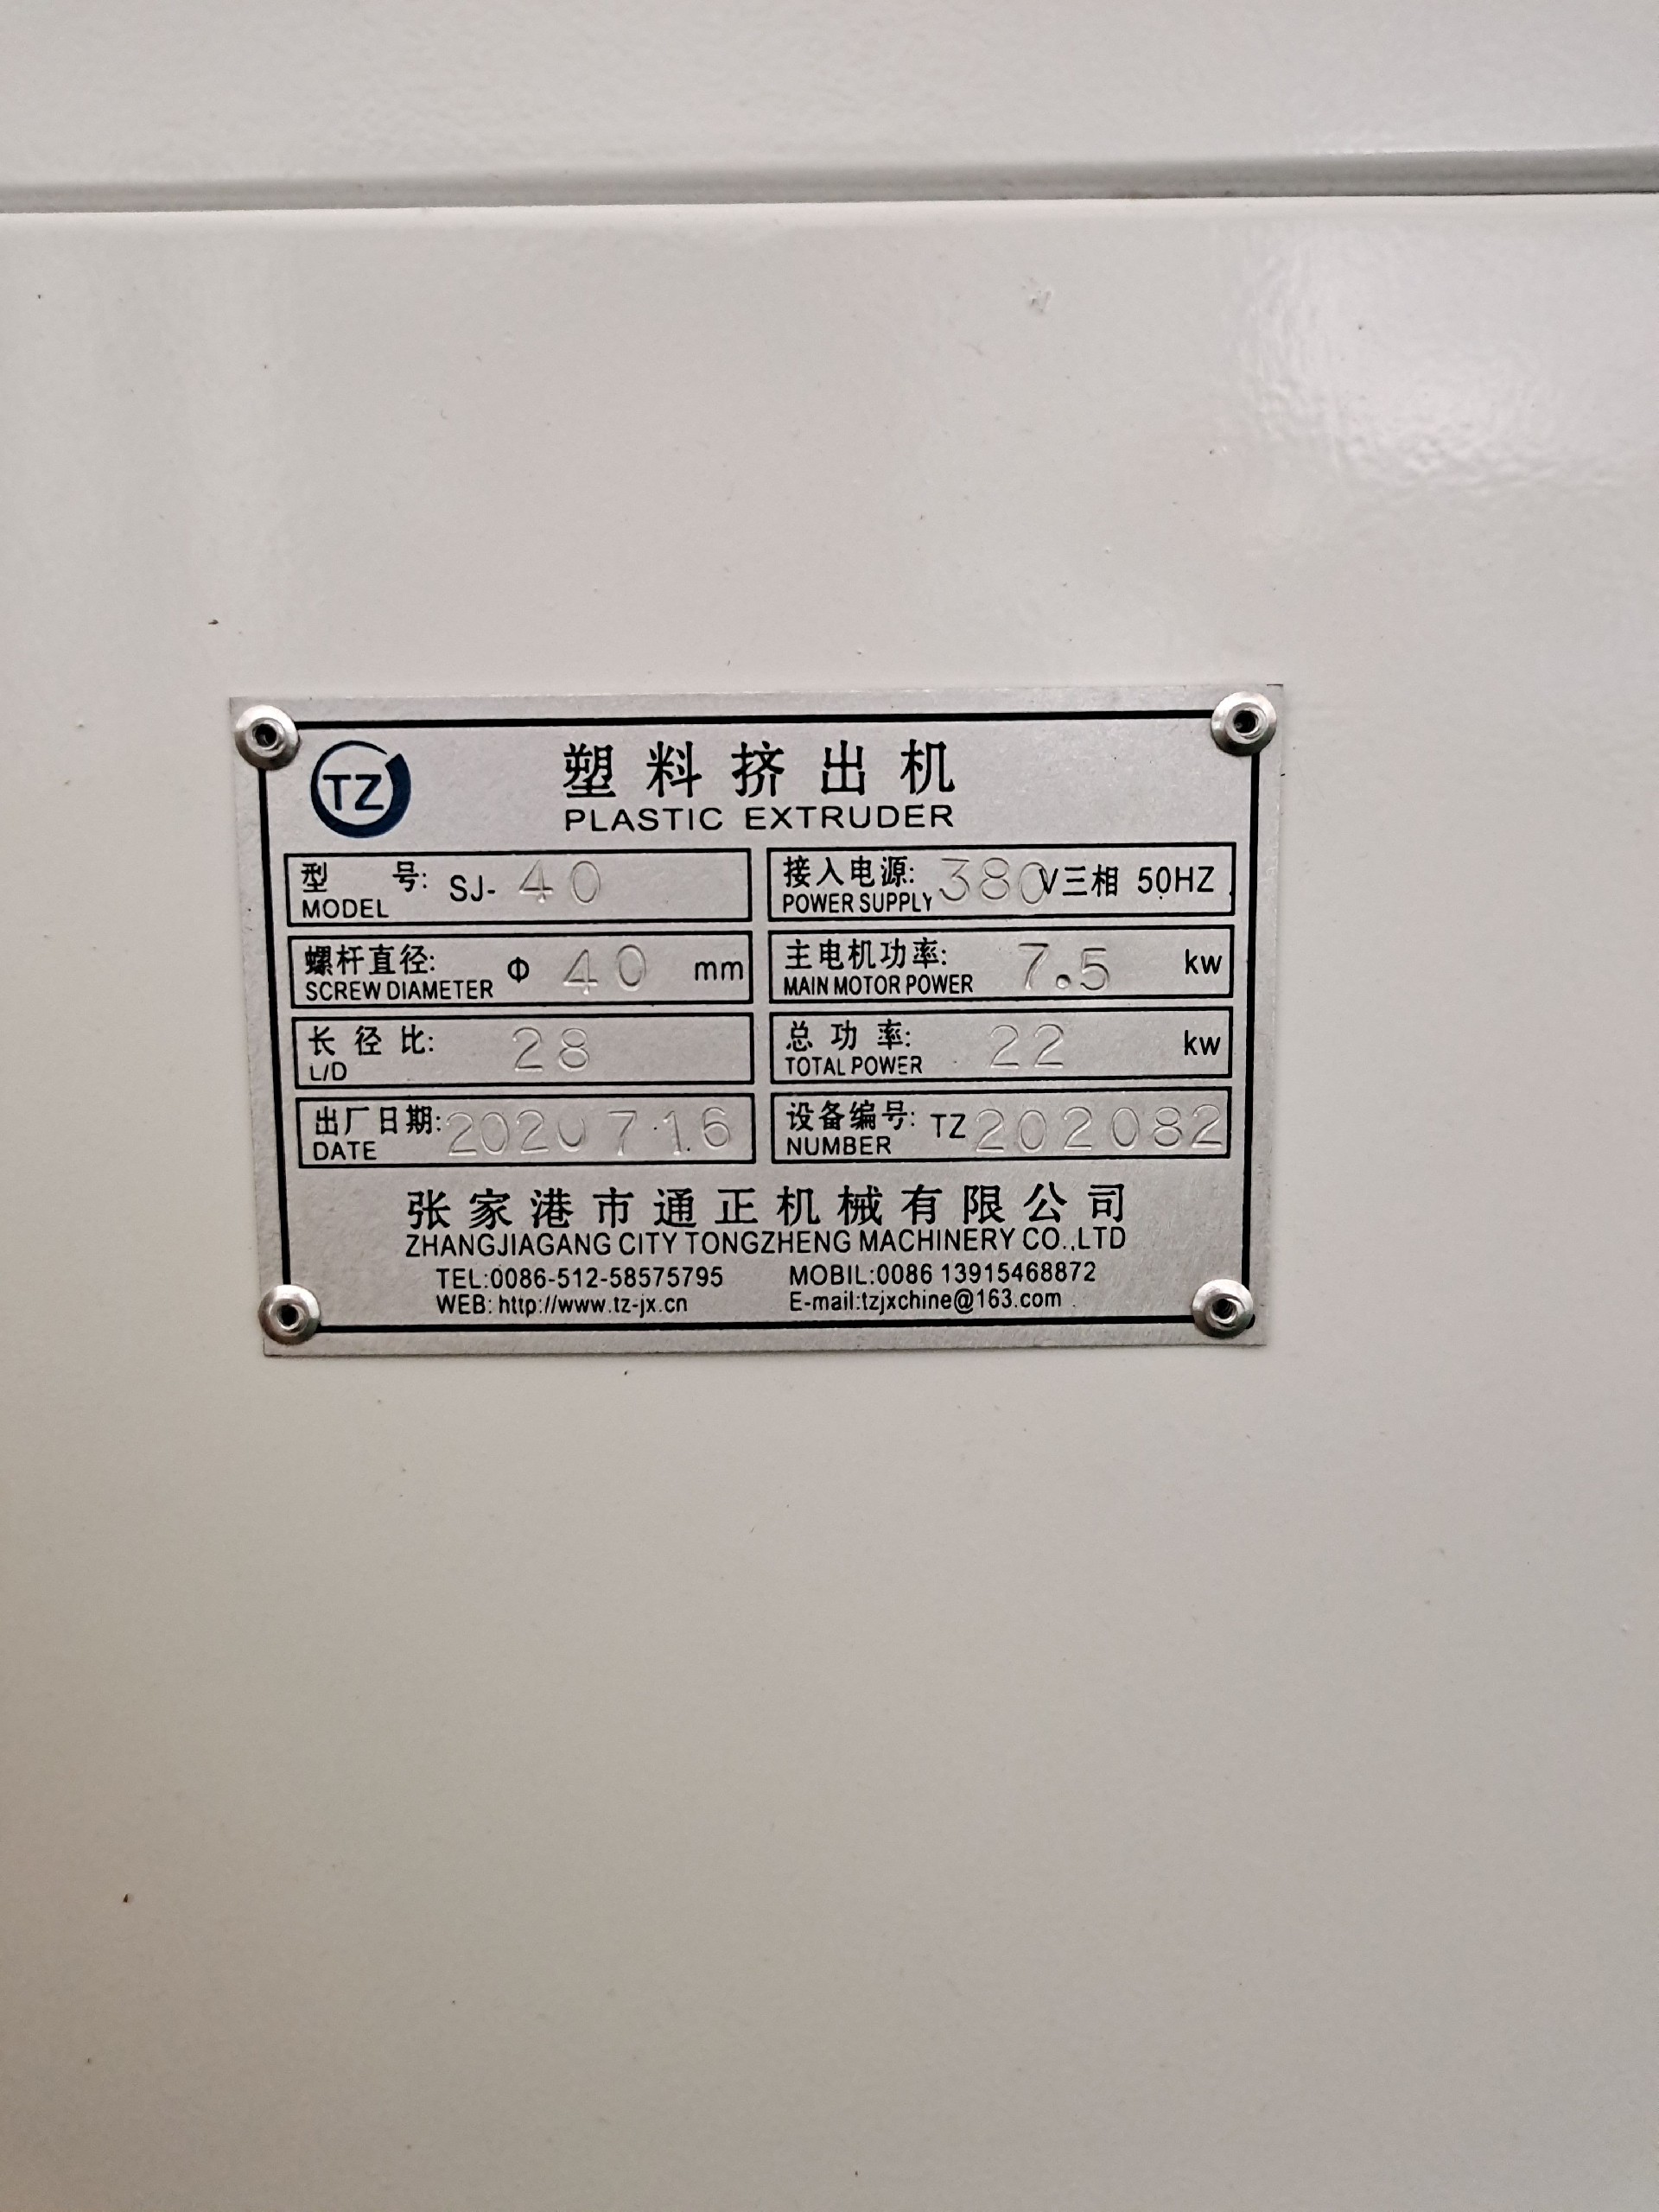 TZ
塑料挤出机
PLASTIC EXTRUDER
型 号: SJ- 40
MODEL
接入电源: 380V三相 50HZ
POWER SUPPLY
螺杆直径: Φ 40 mm
SCREW DIAMETER
主电机功率: 7.5 kw
MAIN MOTOR POWER
长径比: 28
L/D
总功率: 22 kw
TOTAL POWER
出厂日期: 2020 7.16
DATE
设备编号: TZ 202082
NUMBER
张家港市通正机械有限公司
ZHANGJIAGANG CITY TONGZHENG MACHINERY CO.,LTD
TEL:0086-512-58575795 MOBIL:0086 13915468872
WEB: http://www.tz-jx.cn E-mail:tzjxchine@163.com